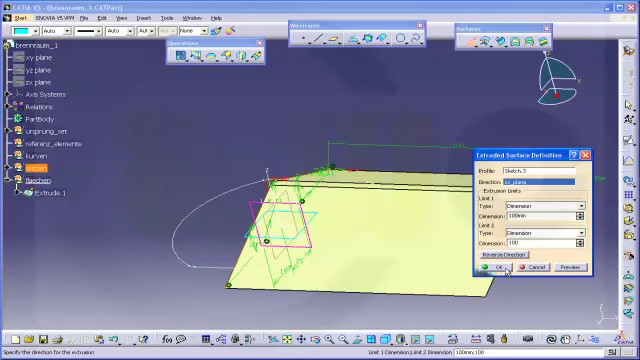 CATIA V5 - [brennraum_1.CATPart]
Start ENOVIA V5 VPM File Edit View Insert Tools Window Help
Auto Auto Aut Aut None
Wireframe
Surfaces
Operations
brennraum_1
xy plane
yz plane
zx plane
Axis Systems
Relations
PartBody
ursprung_set
referenz_elemente
kurven
skizzen
flaechen
Extrude.1
Extruded Surface Definition
Profile: Sketch.3
Direction: zx plane
Extrusion Limits
Limit 1
Type: Dimension
Dimension: 100mm
Limit 2
Type: Dimension
Dimension: 100
Reverse Direction
OK Cancel Preview
Specify the direction for the extrusion
Limit 1 Dimension,Limit 2 Dimension 100mm;100